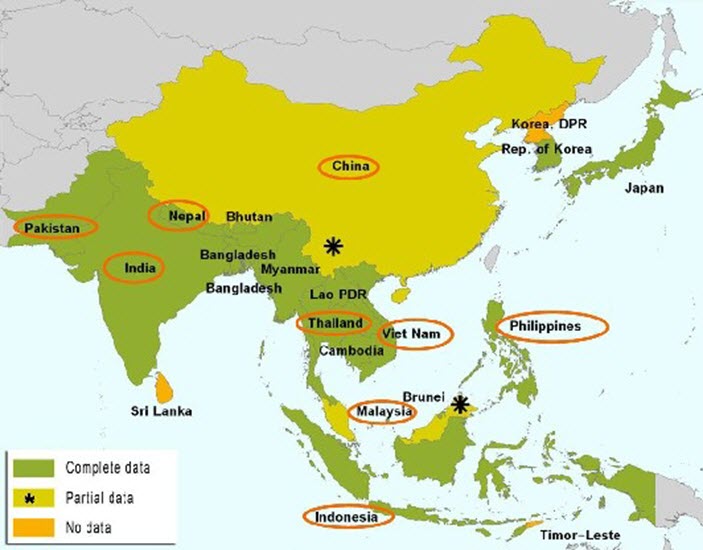 Korea, DPR
Rep. of Korea
China
Japan
Nepal
Bhutan
Pakistan
Bangladesh
India
Myanmar
Bangladesh
Lao PDR
Thailand
Viet Nam
Philippines
Cambodia
Brunei
Sri Lanka
Malaysia
Complete data
Partial data
No data
Indonesia
Timor-Leste